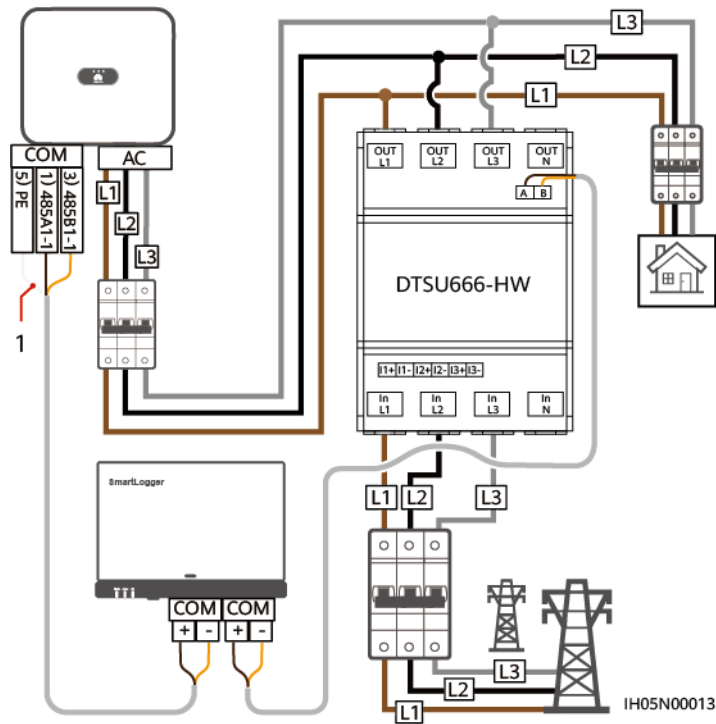 L3
L2
L1
COM
AC
5) PE
1) 485A1-1
3) 485B1-1
L1
L2
L3
1
OUT L1
OUT L2
OUT L3
OUT N
A B
DTSU666-HW
I1+ I1- I2+ I2- I3+ I3-
In L1
In L2
In L3
In N
L1
L2
L3
SmartLogger
COM
COM
+ -
+ -
L3
L2
L1
IH05N00013